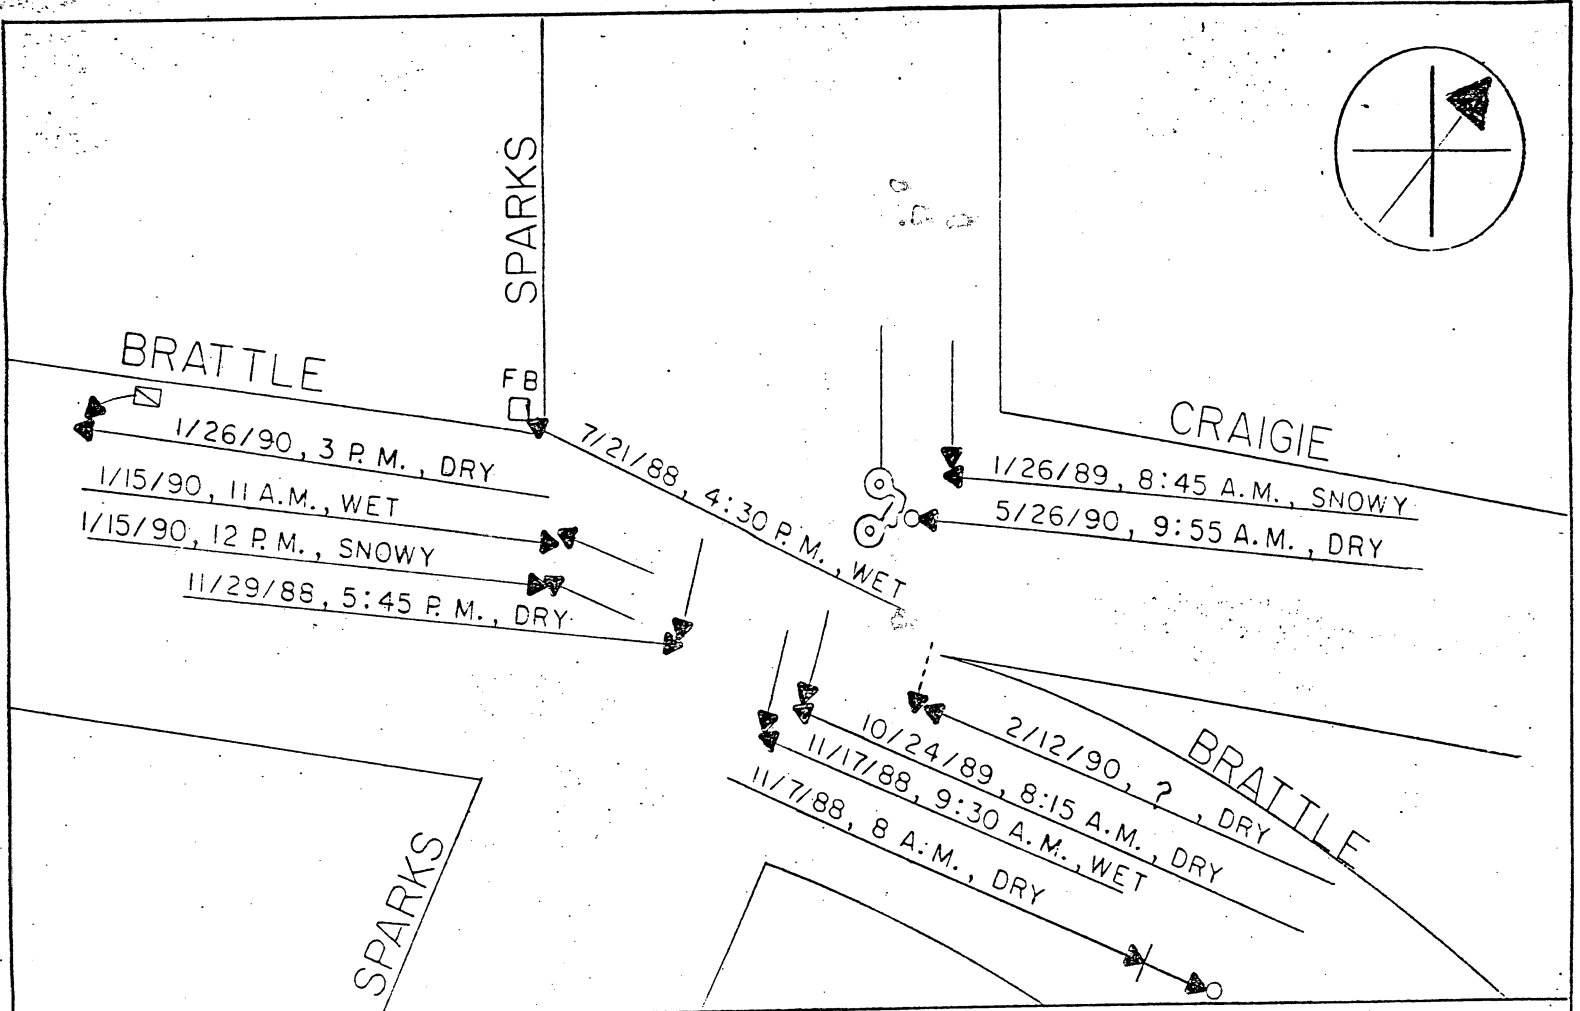 SPARKS
BRATTLE
FB
1/26/90, 3 P.M., DRY
1/15/90, 11 A.M., WET
1/15/90, 12 P.M., SNOWY
11/29/88, 5:45 P.M., DRY
7/21/88, 4:30 P.M., WET
CRAIGIE
1/26/89, 8:45 A.M., SNOWY
5/26/90, 9:55 A.M., DRY
BRATTLE
2/12/90, ?, DRY
10/24/89, 8:15 A.M., DRY
11/17/88, 9:30 A.M., WET
11/7/88, 8 A.M., DRY
SPARKS